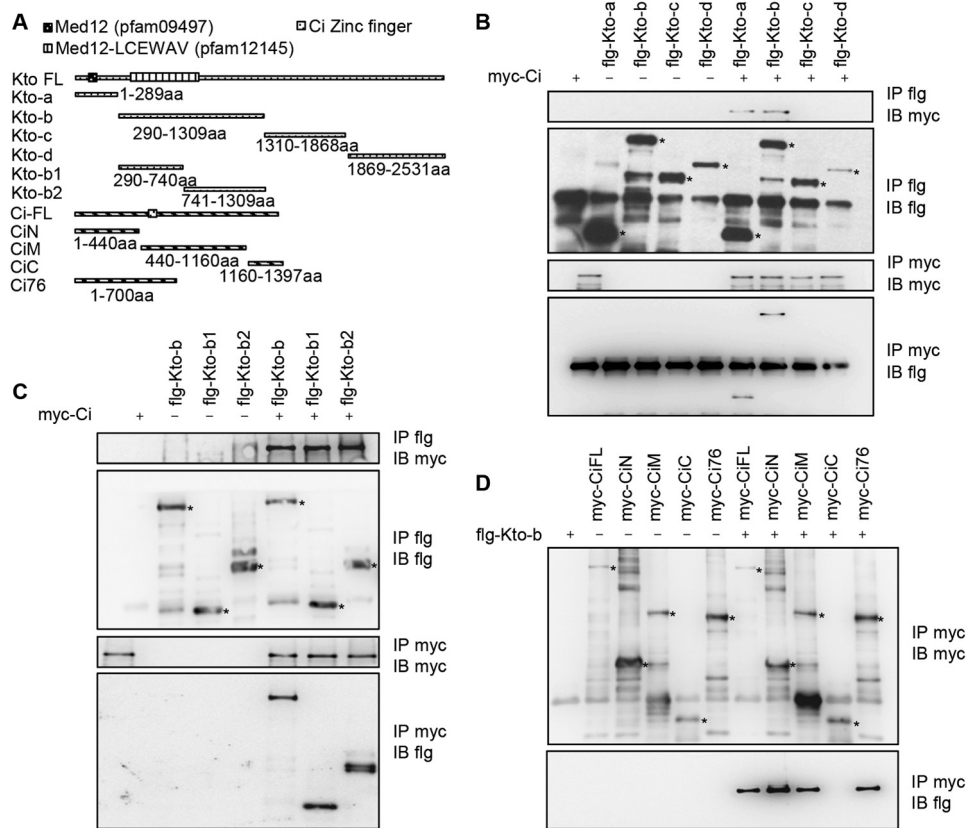 A
Med12 (pfam09497)
Ci Zinc finger
Med12-LCEWAV (pfam12145)
Kto FL
Kto-a
1-289aa
Kto-b
290-1309aa
Kto-c
1310-1868aa
Kto-d
1869-2531aa
Kto-b1
290-740aa
Kto-b2
741-1309aa
Ci-FL
CiN
1-440aa
CiM
440-1160aa
CiC
1160-1397aa
Ci76
1-700aa
B
flg-Kto-a
flg-Kto-b
flg-Kto-c
flg-Kto-d
flg-Kto-a
flg-Kto-b
flg-Kto-c
flg-Kto-d
myc-Ci + − − − − + + + +
IP flg
IB myc
* * * * * * * *
IP flg
IB flg
IP myc
IB myc
IP myc
IB flg
C
flg-Kto-b
flg-Kto-b1
flg-Kto-b2
flg-Kto-b
flg-Kto-b1
flg-Kto-b2
myc-Ci + − − − + + +
IP flg
IB myc
* * * * * *
IP flg
IB flg
IP myc
IB myc
IP myc
IB flg
D
myc-CiFL
myc-CiN
myc-CiM
myc-CiC
myc-Ci76
myc-CiFL
myc-CiN
myc-CiM
myc-CiC
myc-Ci76
flg-Kto-b + − − − − − + + + + +
* * * * * * * * * *
IP myc
IB myc
IP myc
IB flg